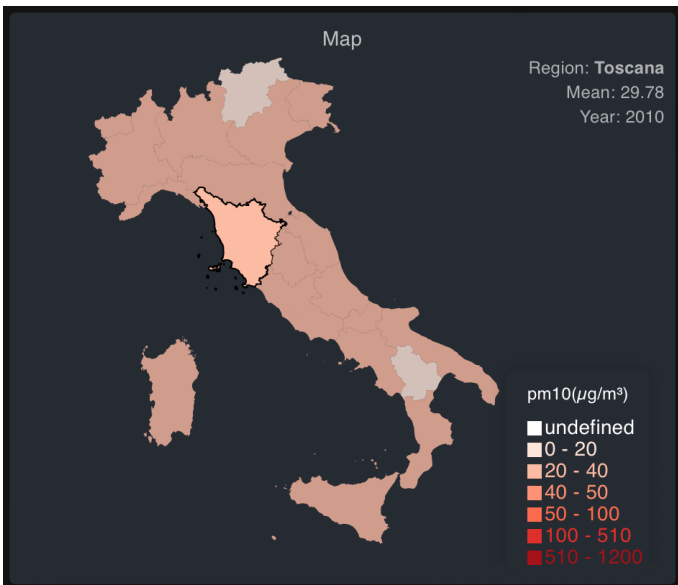 Map
Region: Toscana
Mean: 29.78
Year: 2010
pm10(µg/m³)
undefined
0 - 20
20 - 40
40 - 50
50 - 100
100 - 510
510 - 1200